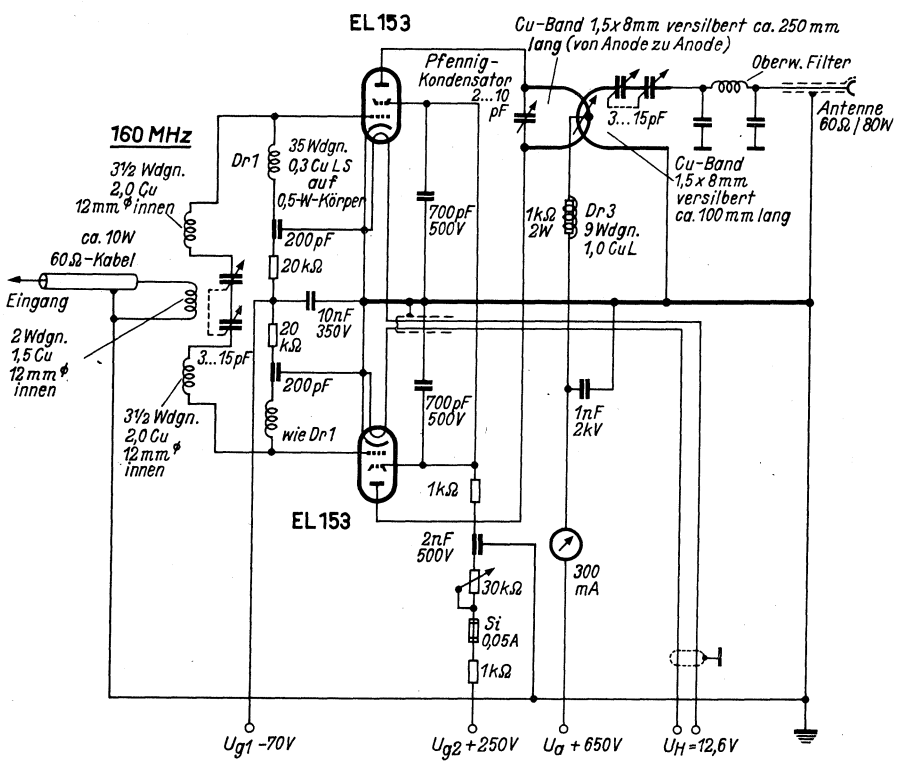 EL 153
Cu-Band 1,5x8mm versilbert ca. 250 mm
lang (von Anode zu Anode)
Pfennig-
Kondensator
2...10
pF
Oberw. Filter
Antenne
60Ω/80W
3...15pF
160 MHz
3½ Wdgn.
2,0 Cu
12mm ϕ innen
Dr1
35 Wdgn.
0,3 Cu LS
auf
0,5-W-Körper
Cu-Band
1,5x8mm
versilbert
ca.100 mm lang
700pF
500V
1kΩ
2W
Dr3
9 Wdgn.
1,0 CuL
ca. 10W
60Ω-Kabel
200pF
20kΩ
Eingang
10nF
350V
2 Wdgn.
1,5 Cu
12mm ϕ
innen
20
kΩ
3...15pF
200pF
700pF
500V
1nF
2kV
3½ Wdgn.
2,0 Cu
12mm ϕ
innen
wie Dr1
1kΩ
EL 153
2nF
500V
300
mA
30kΩ
Si
0,05A
1kΩ
Ug1 -70V
Ug2 +250V
Ua +650V
UH = 12,6V